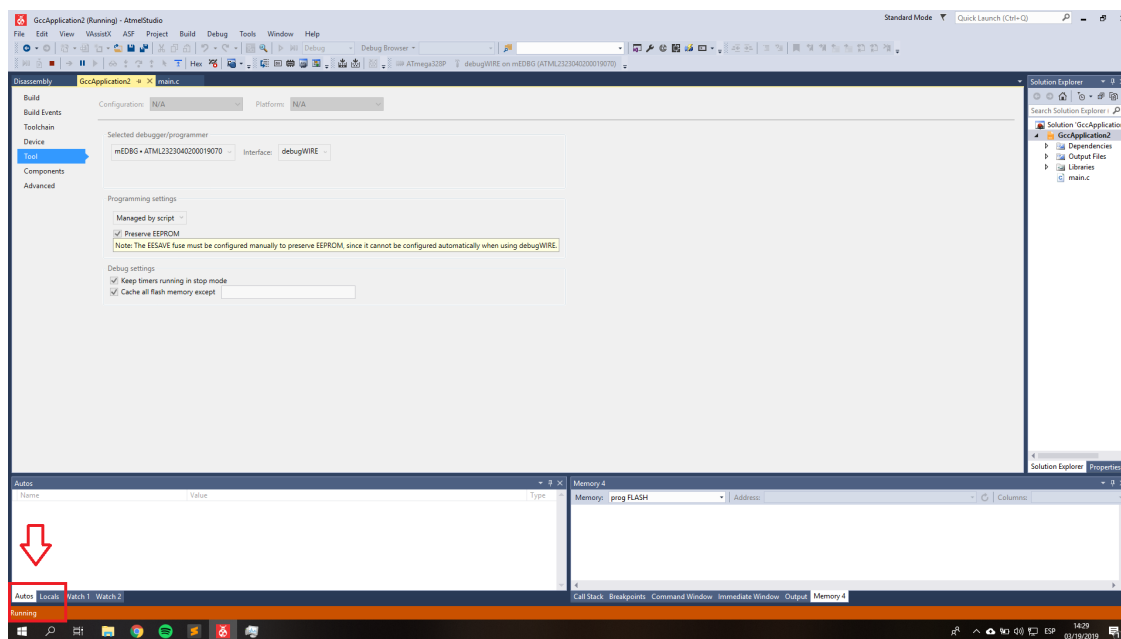 GccApplication2 (Running) - AtmelStudio
Standard Mode
Quick Launch (Ctrl+Q)
File Edit View VAssistX ASF Project Build Debug Tools Window Help
Debug Debug Browser
Hex ATmega328P debugWIRE on mEDBG (ATML2323040200019070)
Disassembly GccApplication2 main.c
Solution Explorer
Build
Configuration: N/A Platform: N/A
Build Events
Search Solution Explorer
Toolchain
Solution 'GccApplication
Device
Selected debugger/programmer
GccApplication2
Dependencies
Tool
mEDBG • ATML2323040200019070 Interface: debugWIRE
Output Files
Components
Libraries
main.c
Advanced
Programming settings
Managed by script
Preserve EEPROM
Note: The EESAVE fuse must be configured manually to preserve EEPROM, since it cannot be configured automatically when using debugWIRE.
Debug settings
Keep timers running in stop mode
Cache all flash memory except
Solution Explorer Properties
Autos
Name Value Type
Memory 4
Memory: prog FLASH Address: Columns:
Autos Locals Watch 1 Watch 2
Call Stack Breakpoints Command Window Immediate Window Output Memory 4
Running
ESP
14:29
03/19/2019